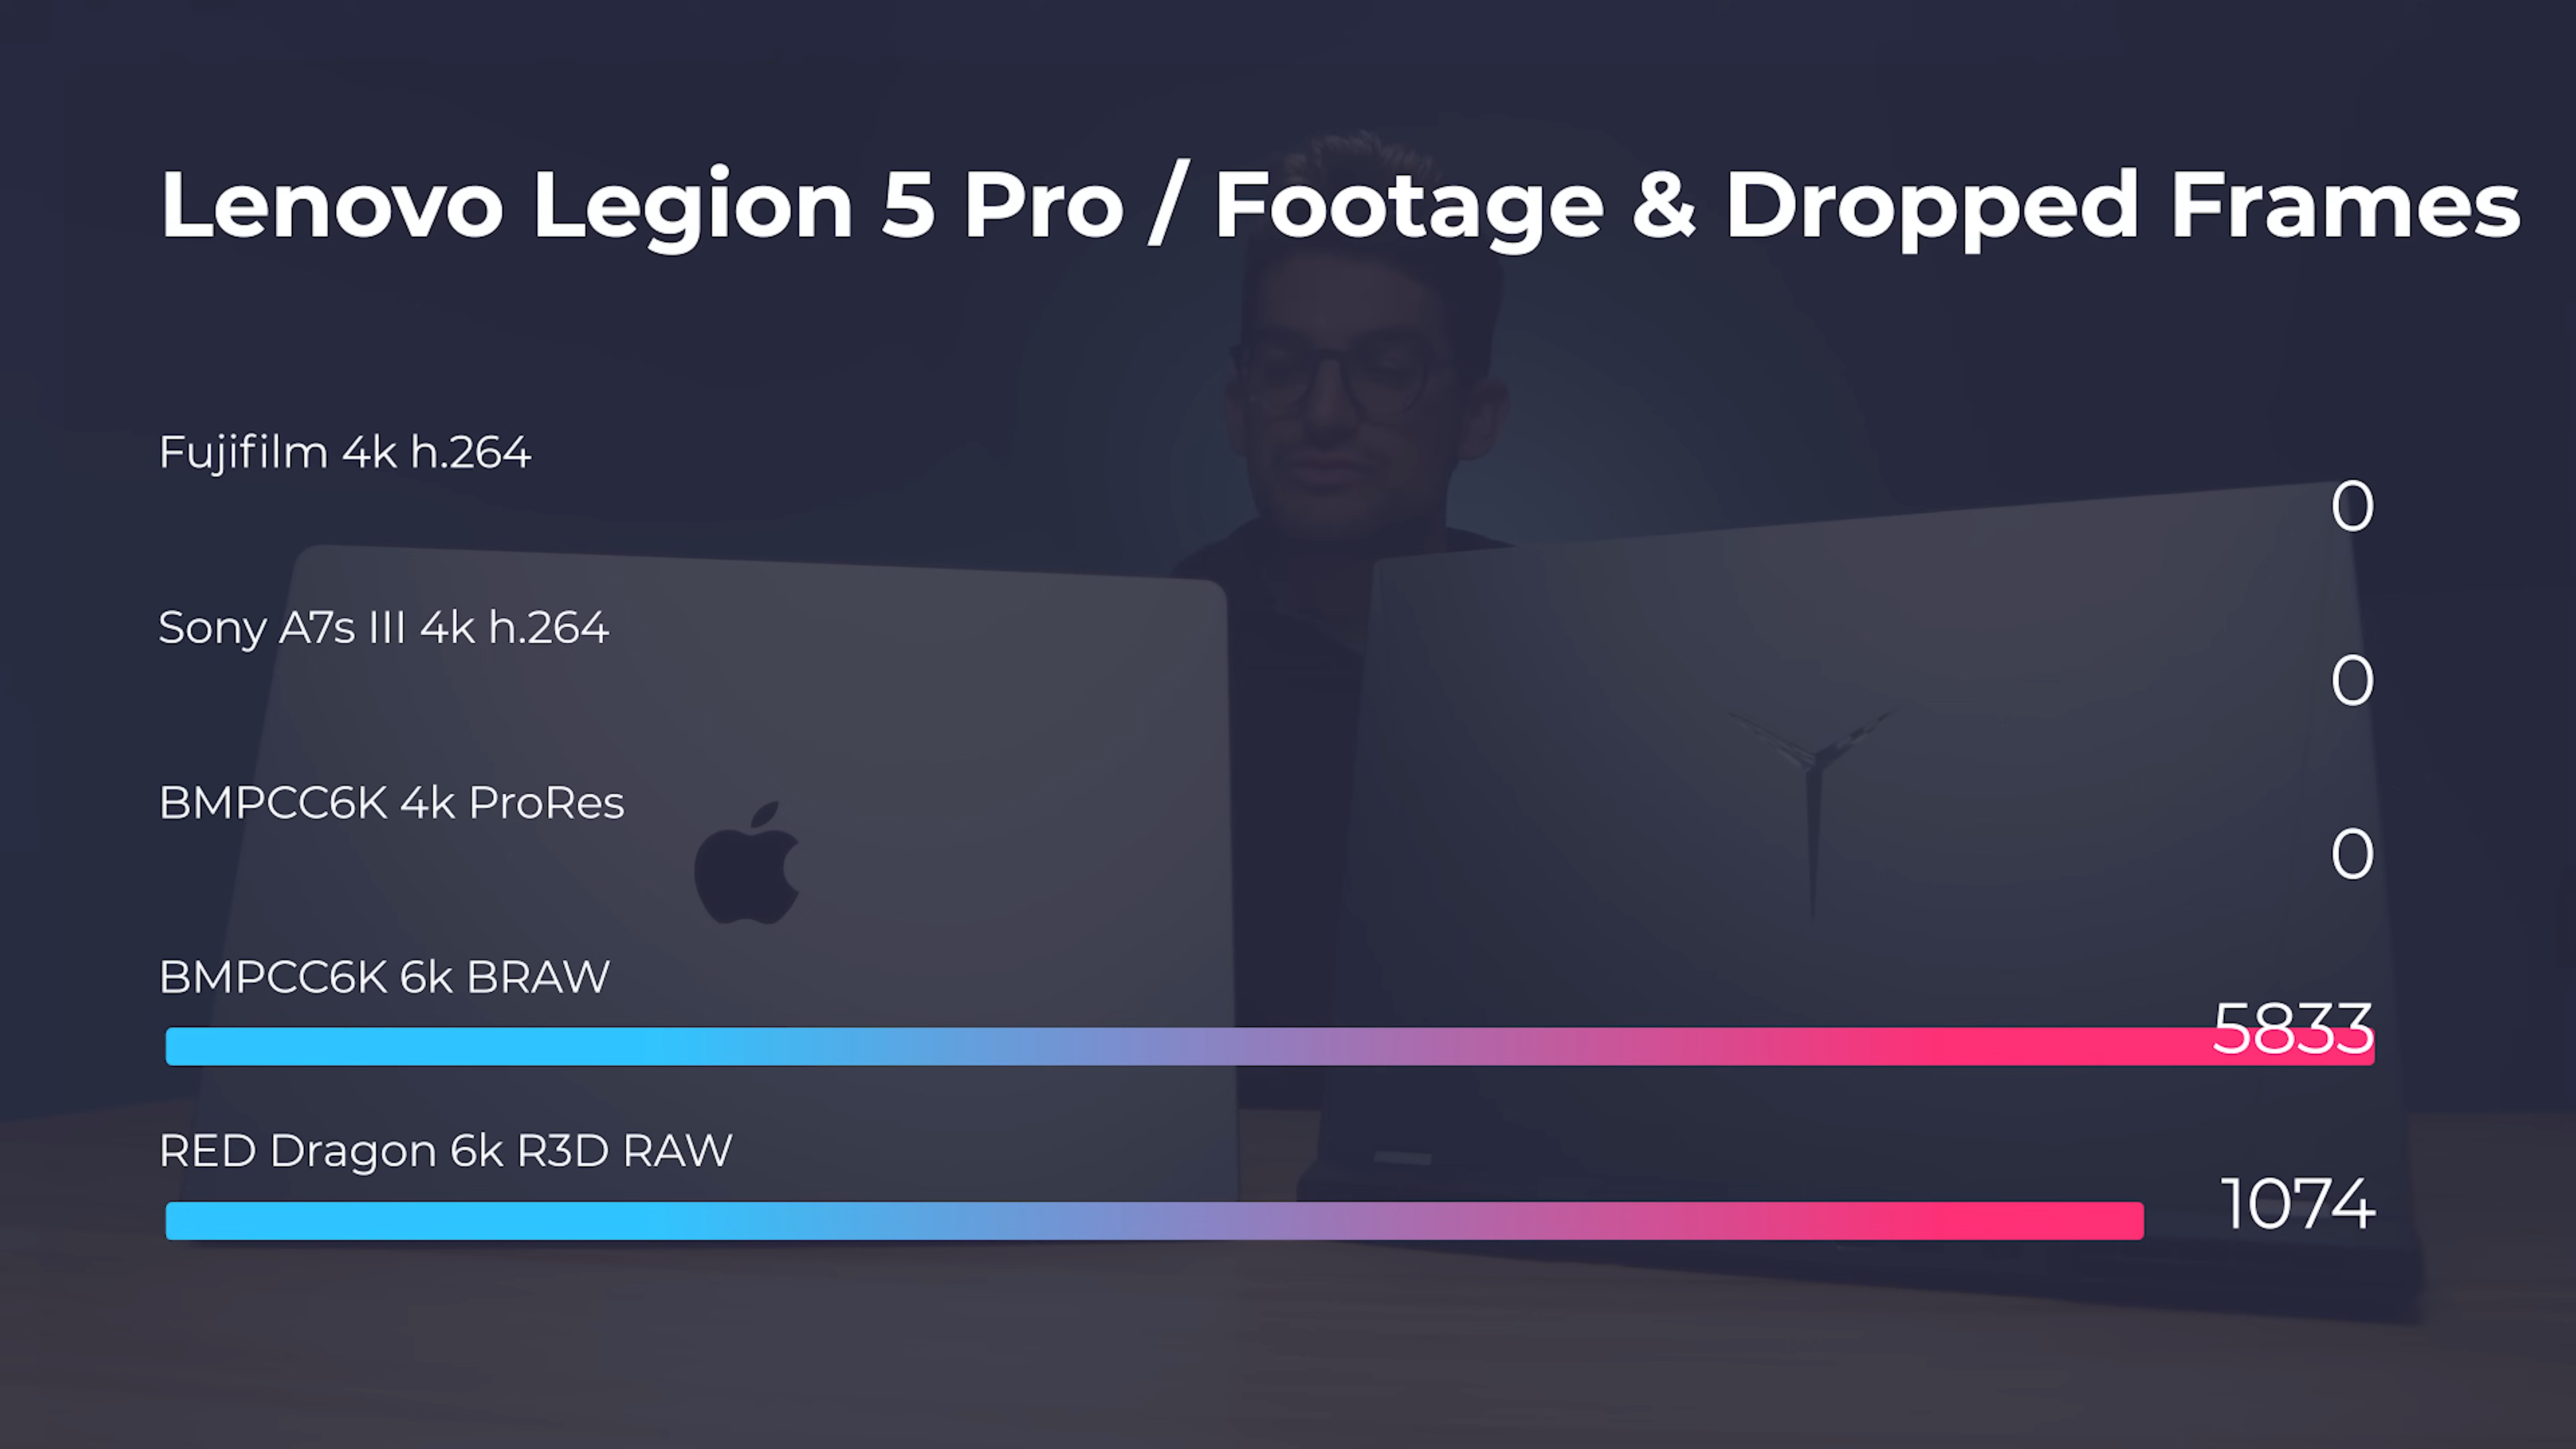 Lenovo Legion 5 Pro / Footage & Dropped Frames
Fujifilm 4k h.264
0
Sony A7s III 4k h.264
0
BMPCC6K 4k ProRes
0
BMPCC6K 6k BRAW
5833
RED Dragon 6k R3D RAW
1074